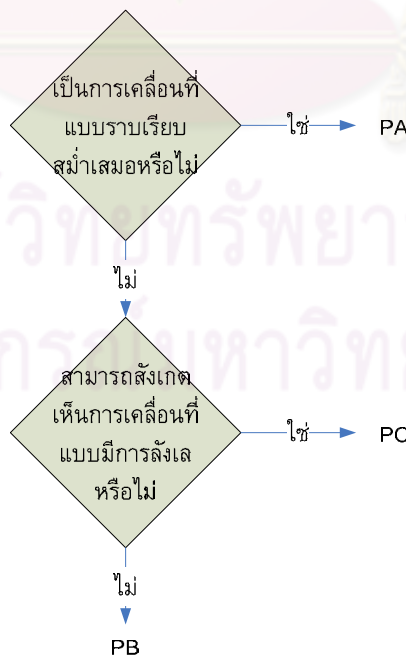 เป็นการเคลื่อนที่
แบบราบเรียบ
สม่ำเสมอหรือไม่
ใช่
PA
ไม่
สามารถสังเกต
เห็นการเคลื่อนที่
แบบมีการลังเล
หรือไม่
ใช่
PC
ไม่
PB